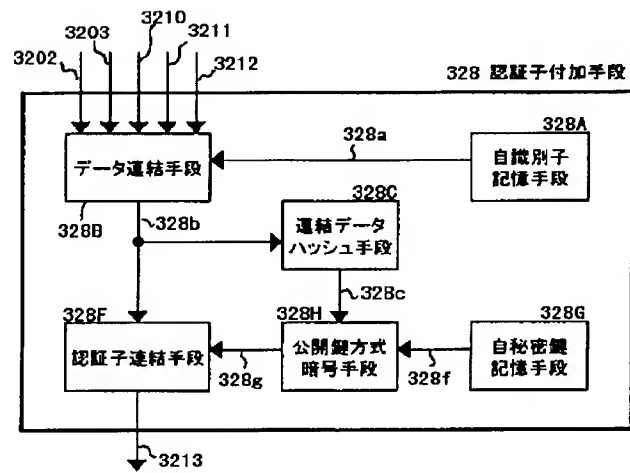 3210
3203
3211
3202
3212
328 認証子付加手段
328A
328a
データ連結手段
自識別子
記憶手段
328C
328B
328b
連結データ
ハッシュ手段
328c
328F
328H
328G
認証子連結手段
公開鍵方式
暗号手段
自秘密鍵
記憶手段
328g
328f
3213